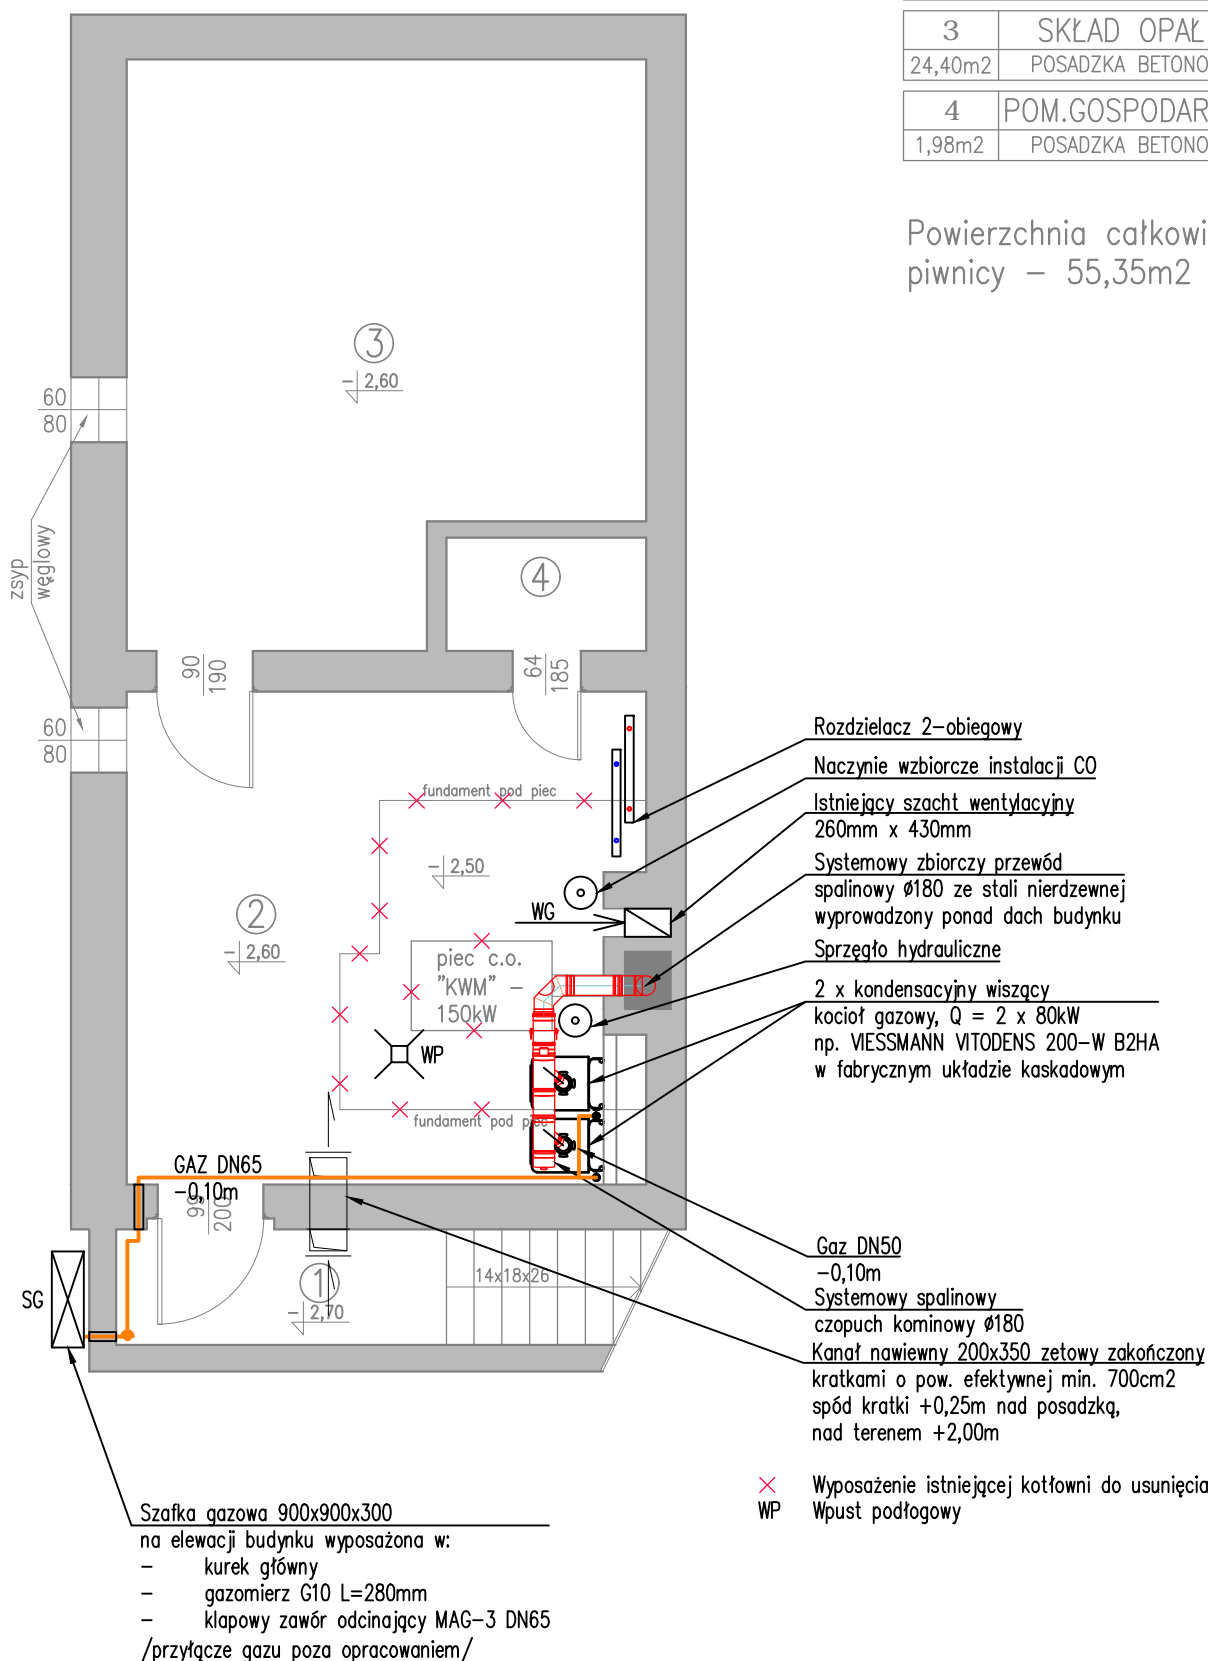 3 SKŁAD OPAŁ
24,40m2 POSADZKA BETONO
4 POM.GOSPODAR
1,98m2 POSADZKA BETONO
Powierzchnia całkowi
piwnicy – 55,35m2
3
- 2,60
60
80
zsyp
węglowy
4
90
190
64
185
60
80
Rozdzielacz 2-obiegowy
Naczynie wzbiorcze instalacji CO
Istniejący szacht wentylacyjny
260mm x 430mm
Systemowy zbiorczy przewód
spalinowy Ø180 ze stali nierdzewnej
wyprowadzony ponad dach budynku
Sprzęgło hydrauliczne
2 x kondensacyjny wiszący
kocioł gazowy, Q = 2 x 80kW
np. VIESSMANN VITODENS 200-W B2HA
w fabrycznym układzie kaskadowym
fundament pod piec
- 2,50
2
- 2,60
WG
piec c.o.
"KWM" –
150kW
WP
fundament pod piec
GAZ DN65
-0,10m
99
200
1
- 2,70
14x18x26
SG
Gaz DN50
-0,10m
Systemowy spalinowy
czopuch kominowy Ø180
Kanał nawiewny 200x350 zetowy zakończony
kratkami o pow. efektywnej min. 700cm2
spód kratki +0,25m nad posadzką,
nad terenem +2,00m
Wyposażenie istniejącej kotłowni do usunięcia
WP Wpust podłogowy
Szafka gazowa 900x900x300
na elewacji budynku wyposażona w:
- kurek główny
- gazomierz G10 L=280mm
- klapowy zawór odcinający MAG-3 DN65
/przyłącze gazu poza opracowaniem/